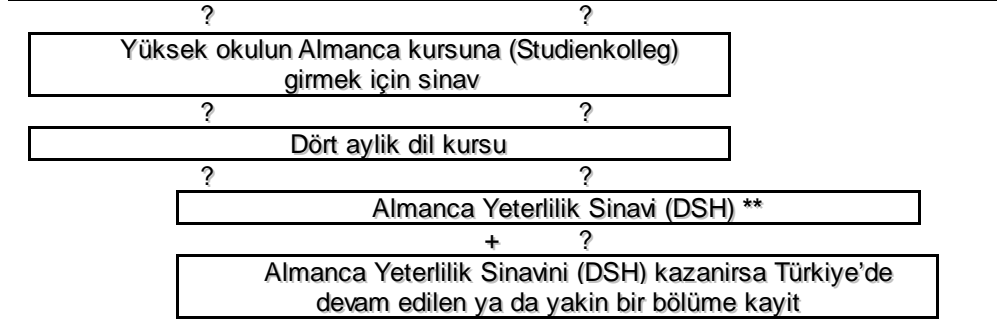 ? ?
Yüksek okulun Almanca kursuna (Studienkolleg)
girmek için sinav
? ?
Dört aylik dil kursu
? ?
Almanca Yeterlilik Sinavi (DSH) **
+ ?
Almanca Yeterlilik Sinavini (DSH) kazanirsa Türkiye’de
devam edilen ya da yakin bir bölüme kayit